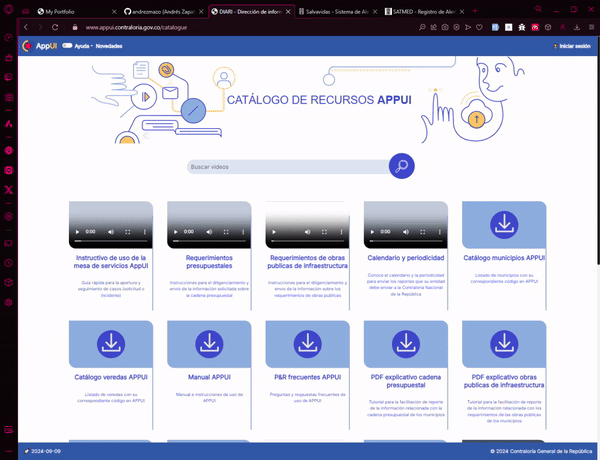 My Portfolio
andrezmaco (Andrés Zapat
DIARI - Dirección de inform
Salvavidas - Sistema de Ale
SATMED - Registro de Aler
www.appui.contraloria.gov.co/catalogue
AppUI
Ayuda
Novedades
Iniciar sesión
CATÁLOGO DE RECURSOS APPUI
Buscar videos
0:00
0:00
0:00
0:00
Instructivo de uso de la
mesa de servicios AppUI
Guía rápida para la apertura y
seguimiento de casos (solicitud o
incidente)
Requerimientos
presupuestales
Instrucciones para el diligenciamiento y
envío de la información solicitada sobre
la cadena presupuestal
Requerimientos de obras
publicas de infraestructura
Instrucciones para el diligenciamiento y
envío de la información sobre los
requerimientos de obras públicas
Calendario y periodicidad
Conoce el calendario y la periodicidad
para enviar los reportes que su entidad
debe enviar a la Contraloría Nacional
de la República
Catálogo municipios APPUI
Listado de municipios con su
correspondiente código en APPUI
Catálogo veredas APPUI
Listado de veredas con su
correspondiente código en APPUI
Manual APPUI
Manual e instrucciones de uso de
APPUI
P&R frecuentes APPUI
Preguntas y respuestas frecuentes de
uso de APPUI
PDF explicativo cadena
presupuestal
Tutorial para la facilitación de reporte
de la información relacionada con la
cadena presupuestal de los municipios
PDF explicativo obras
publicas de infraestructura
Tutorial para la facilitación de reporte
de la información relacionada con los
requerimientos de las obras públicas
de los municipios
2024-09-09
© 2024 Contraloría General de la República